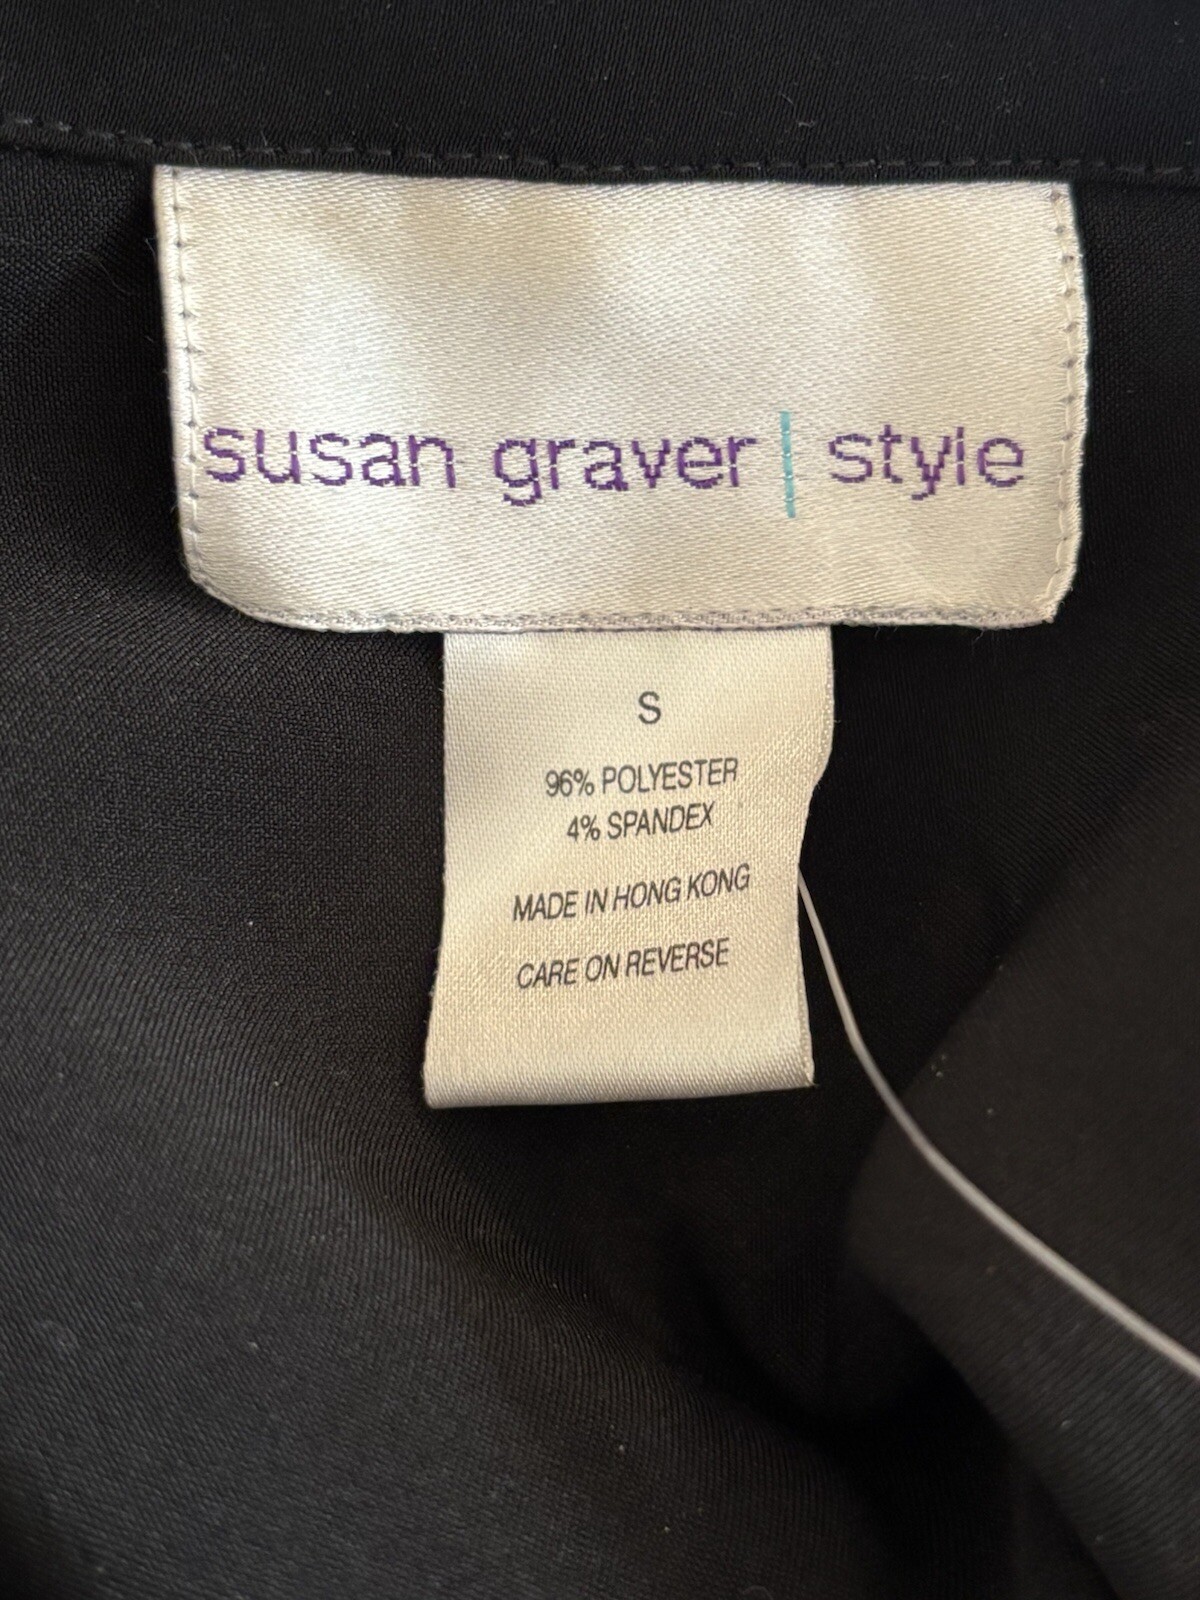 susan graver | style
S
96% POLYESTER
4% SPANDEX
MADE IN HONG KONG
CARE ON REVERSE